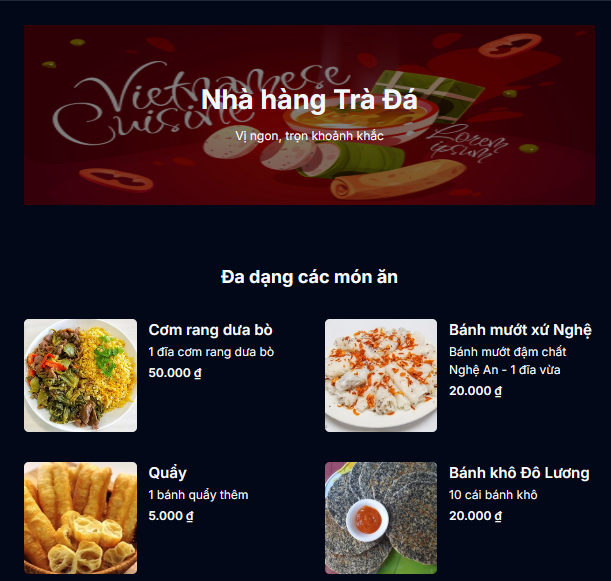 Vietnamese
Cuisine
Nhà hàng Trà Đá
Vị ngon, trọn khoảnh khắc
Lorem
ipsum
Đa dạng các món ăn
Cơm rang dưa bò
1 đĩa cơm rang dưa bò
50.000 ₫
Bánh mướt xứ Nghệ
Bánh mướt đậm chất
Nghệ An - 1 đĩa vừa
20.000 ₫
Quẩy
1 bánh quẩy thêm
5.000 ₫
Bánh khô Đô Lương
10 cái bánh khô
20.000 ₫